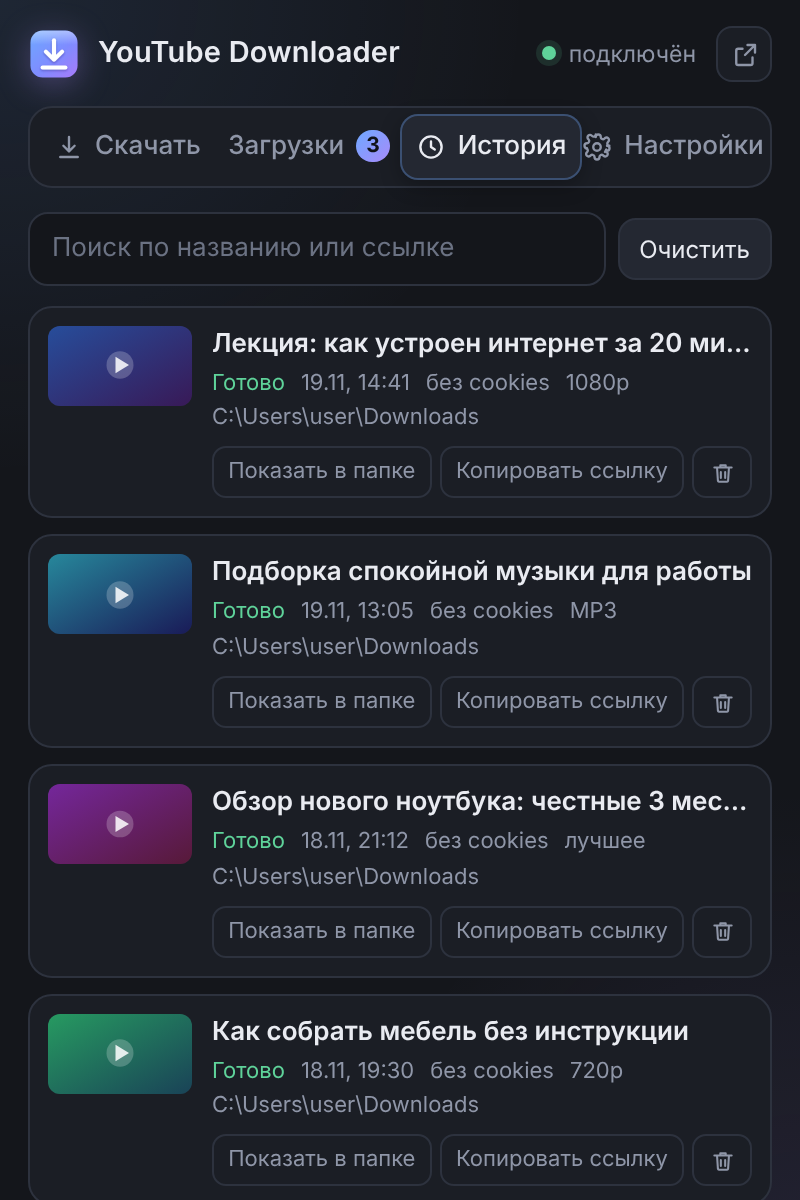 YouTube Downloader
подключён
Скачать
Загрузки 3
История
Настройки
Поиск по названию или ссылке
Очистить
Лекция: как устроен интернет за 20 ми...
Готово 19.11, 14:41 без cookies 1080p
C:\Users\user\Downloads
Показать в папке Копировать ссылку
Подборка спокойной музыки для работы
Готово 19.11, 13:05 без cookies MP3
C:\Users\user\Downloads
Показать в папке Копировать ссылку
Обзор нового ноутбука: честные 3 мес...
Готово 18.11, 21:12 без cookies лучшее
C:\Users\user\Downloads
Показать в папке Копировать ссылку
Как собрать мебель без инструкции
Готово 18.11, 19:30 без cookies 720p
C:\Users\user\Downloads
Показать в папке Копировать ссылку